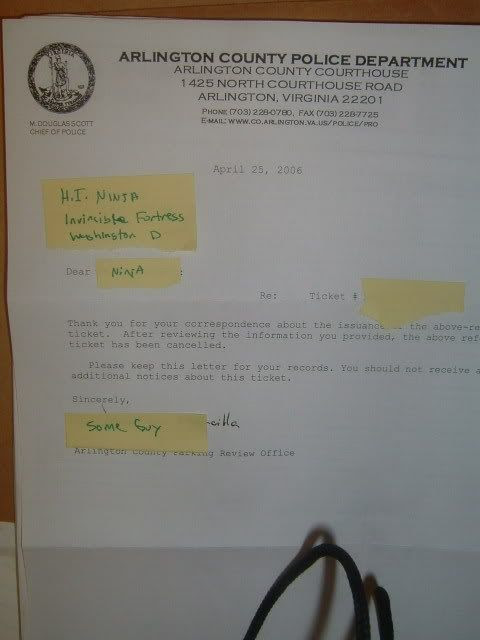 ARLINGTON COUNTY POLICE DEPARTMENT
ARLINGTON COUNTY COURTHOUSE
1425 NORTH COURTHOUSE ROAD
ARLINGTON, VIRGINIA 22201
PHONE (703) 228-0780, FAX (703) 228-7725
E-MAIL: WWW.CO.ARLINGTON.VA.US/POLICE/PRO
M. DOUGLAS SCOTT
CHIEF OF POLICE
April 25, 2006
H.I. NINJA
Invincible Fortress
Washington D
Dear NINJA :
Re: Ticket #
Thank you for your correspondence about the issuance of the above-re
ticket. After reviewing the information you provided, the above ref
ticket has been cancelled.
Please keep this letter for your records. You should not receive a
additional notices about this ticket.
Sincerely,
Some Guy
Arlington County Parking Review Office